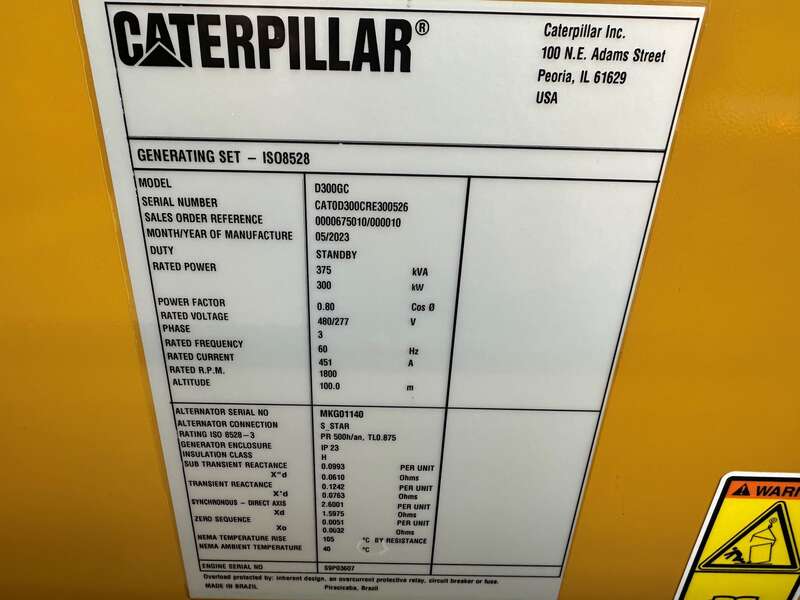 CATERPILLAR®
Caterpillar Inc.
100 N.E. Adams Street
Peoria, IL 61629
USA
GENERATING SET – ISO8528
MODEL D300GC
SERIAL NUMBER CAT0D300CRE300526
SALES ORDER REFERENCE 0000675010/000010
MONTH/YEAR OF MANUFACTURE 05/2023
DUTY STANDBY
RATED POWER 375 kVA
300 kW
POWER FACTOR 0.80 Cos Ø
RATED VOLTAGE 480/277 V
PHASE 3
RATED FREQUENCY 60 Hz
RATED CURRENT 451 A
RATED R.P.M. 1800
ALTITUDE 100.0 m
ALTERNATOR SERIAL NO MKG01140
ALTERNATOR CONNECTION S_STAR
RATING ISO 8528–3 PR 500h/an, TL0.875
GENERATOR ENCLOSURE IP 23
INSULATION CLASS H
SUB TRANSIENT REACTANCE 0.0993 PER UNIT
X"d 0.0610 Ohms
TRANSIENT REACTANCE 0.1242 PER UNIT
X'd 0.0763 Ohms
SYNCHRONOUS – DIRECT AXIS 2.6001 PER UNIT
Xd 1.5975 Ohms
ZERO SEQUENCE 0.0051 PER UNIT
Xo 0.0032 Ohms
NEMA TEMPERATURE RISE 105 °C BY RESISTANCE
NEMA AMBIENT TEMPERATURE 40 °C
ENGINE SERIAL NO S9P03607
Overload protected by: inherent design, an overcurrent protective relay, circuit breaker or fuse.
MADE IN BRAZIL Piracicaba, Brazil
WARN